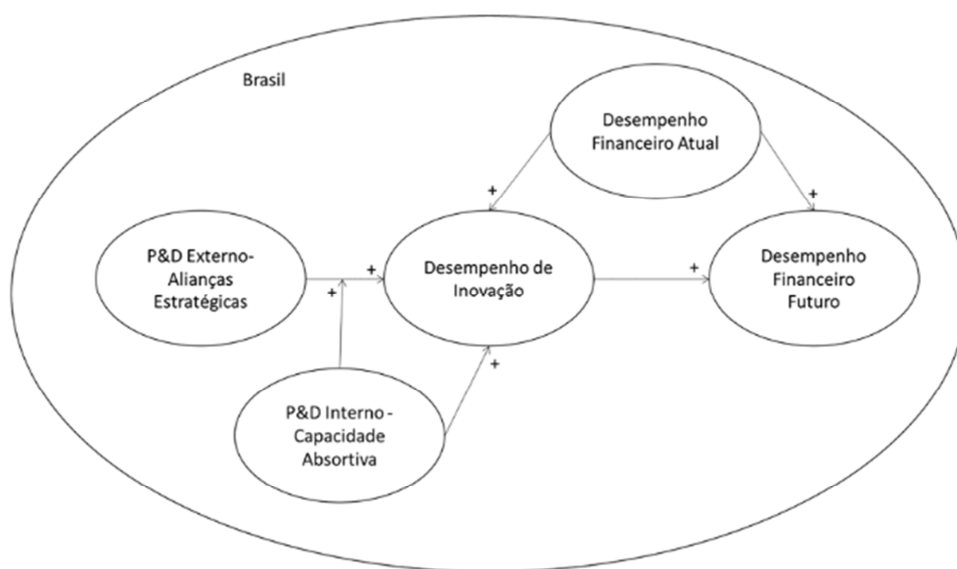 Brasil
Desempenho
Financeiro Atual
+
+
P&D Externo-
Alianças
Estratégicas
+
+
Desempenho de
Inovação
+
Desempenho
Financeiro
Futuro
+
P&D Interno -
Capacidade
Absortiva